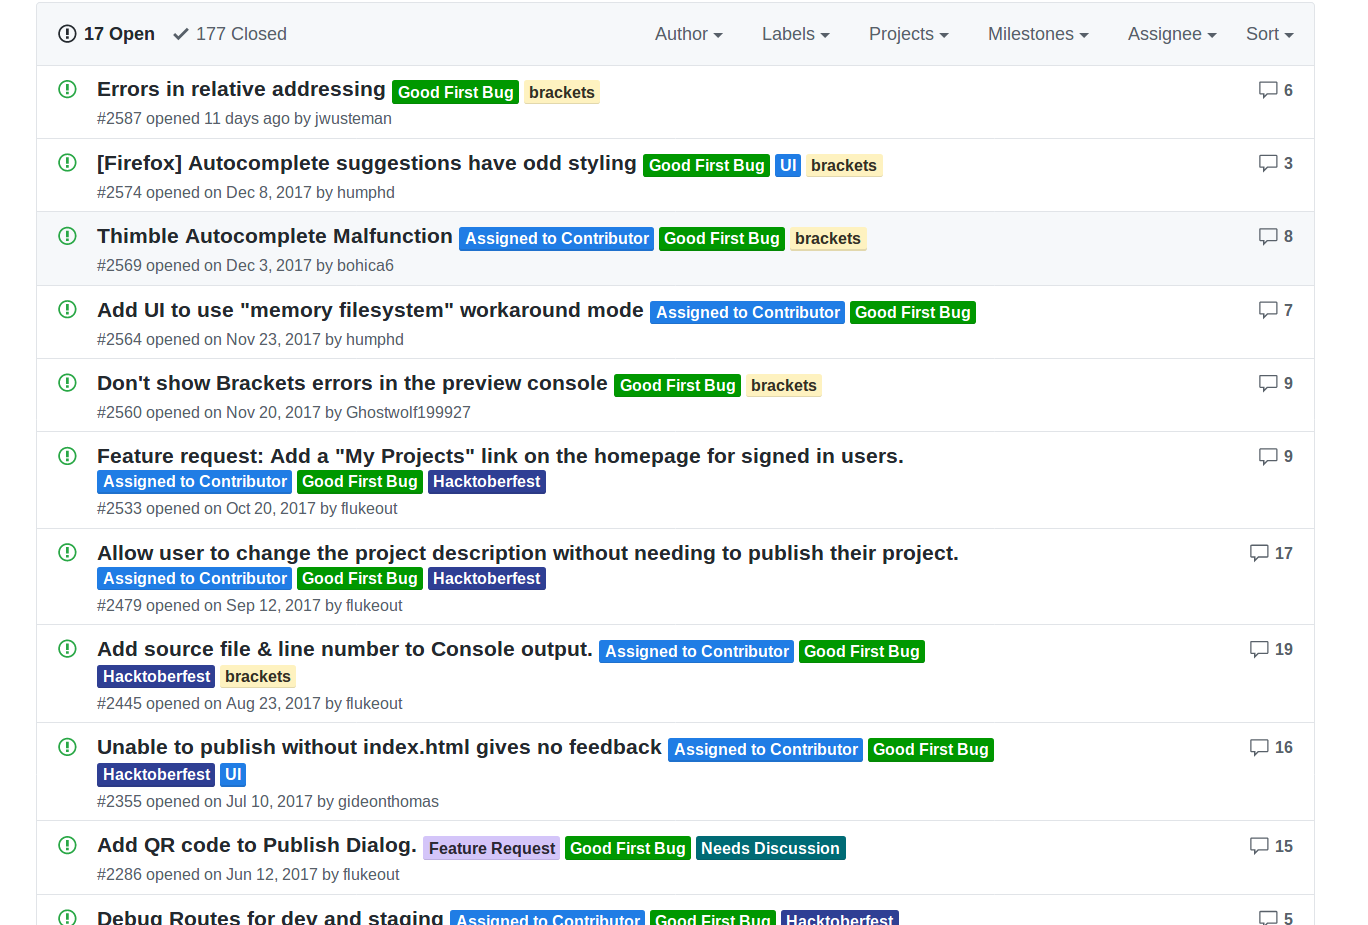 17 Open 177 Closed Author Labels Projects Milestones Assignee Sort
Errors in relative addressing Good First Bug brackets 6
#2587 opened 11 days ago by jwusteman
[Firefox] Autocomplete suggestions have odd styling Good First Bug UI brackets 3
#2574 opened on Dec 8, 2017 by humphd
Thimble Autocomplete Malfunction Assigned to Contributor Good First Bug brackets 8
#2569 opened on Dec 3, 2017 by bohica6
Add UI to use "memory filesystem" workaround mode Assigned to Contributor Good First Bug 7
#2564 opened on Nov 23, 2017 by humphd
Don't show Brackets errors in the preview console Good First Bug brackets 9
#2560 opened on Nov 20, 2017 by Ghostwolf199927
Feature request: Add a "My Projects" link on the homepage for signed in users. 9
Assigned to Contributor Good First Bug Hacktoberfest
#2533 opened on Oct 20, 2017 by flukeout
Allow user to change the project description without needing to publish their project. 17
Assigned to Contributor Good First Bug Hacktoberfest
#2479 opened on Sep 12, 2017 by flukeout
Add source file & line number to Console output. Assigned to Contributor Good First Bug 19
Hacktoberfest brackets
#2445 opened on Aug 23, 2017 by flukeout
Unable to publish without index.html gives no feedback Assigned to Contributor Good First Bug 16
Hacktoberfest UI
#2355 opened on Jul 10, 2017 by gideonthomas
Add QR code to Publish Dialog. Feature Request Good First Bug Needs Discussion 15
#2286 opened on Jun 12, 2017 by flukeout
Debug Routes for dev and staging Assigned to Contributor Good First Bug Hacktoberfest 5